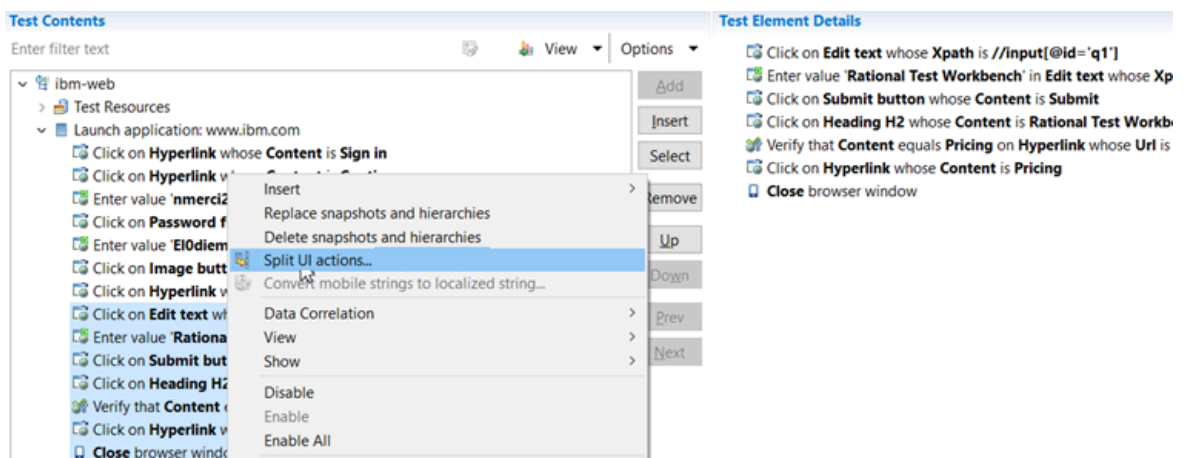 Test Contents
Enter filter text
View
Options
ibm-web
Test Resources
Launch application: www.ibm.com
Click on Hyperlink whose Content is Sign in
Click on Hyperlink
Enter value 'nmerci2
Click on Password f
Enter value 'El0diem
Click on Image butt
Click on Hyperlink w
Click on Edit text wh
Enter value 'Rationa
Click on Submit but
Click on Heading H2
Verify that Content
Click on Hyperlink w
Close browser windo
Insert
Replace snapshots and hierarchies
Delete snapshots and hierarchies
Split UI actions...
Convert mobile strings to localized string...
Data Correlation
View
Show
Disable
Enable
Enable All
Add
Insert
Select
Remove
Up
Down
Prev
Next
Test Element Details
Click on Edit text whose Xpath is //input[@id='q1']
Enter value 'Rational Test Workbench' in Edit text whose Xp
Click on Submit button whose Content is Submit
Click on Heading H2 whose Content is Rational Test Workb
Verify that Content equals Pricing on Hyperlink whose Url is
Click on Hyperlink whose Content is Pricing
Close browser window